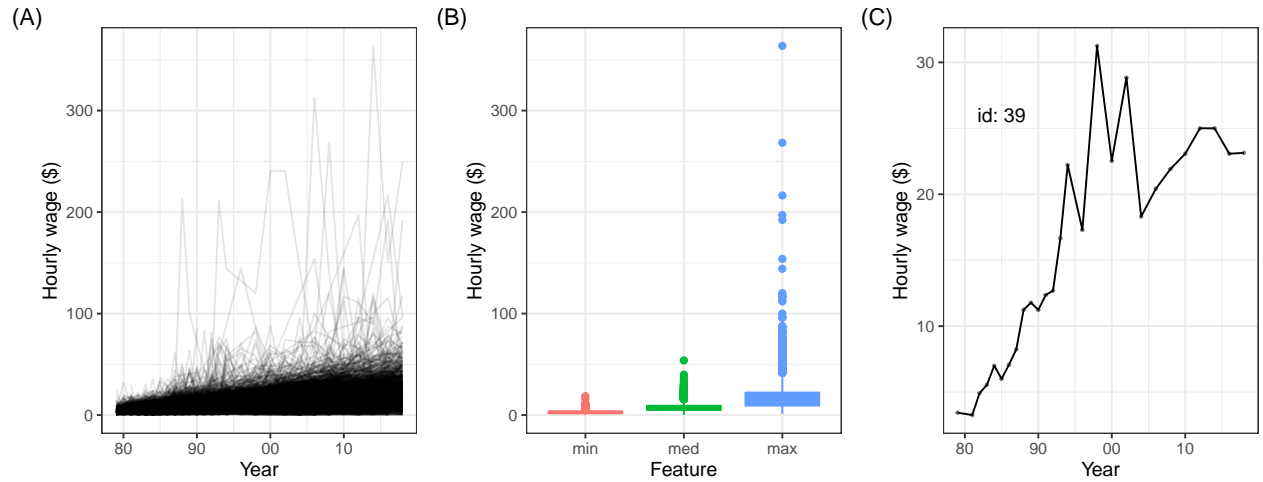 (A)
300
200
100
0
Hourly wage ($)
80 90 00 10
Year
(B)
300
200
100
0
Hourly wage ($)
min med max
Feature
(C)
id: 39
30
20
10
Hourly wage ($)
80 90 00 10
Year